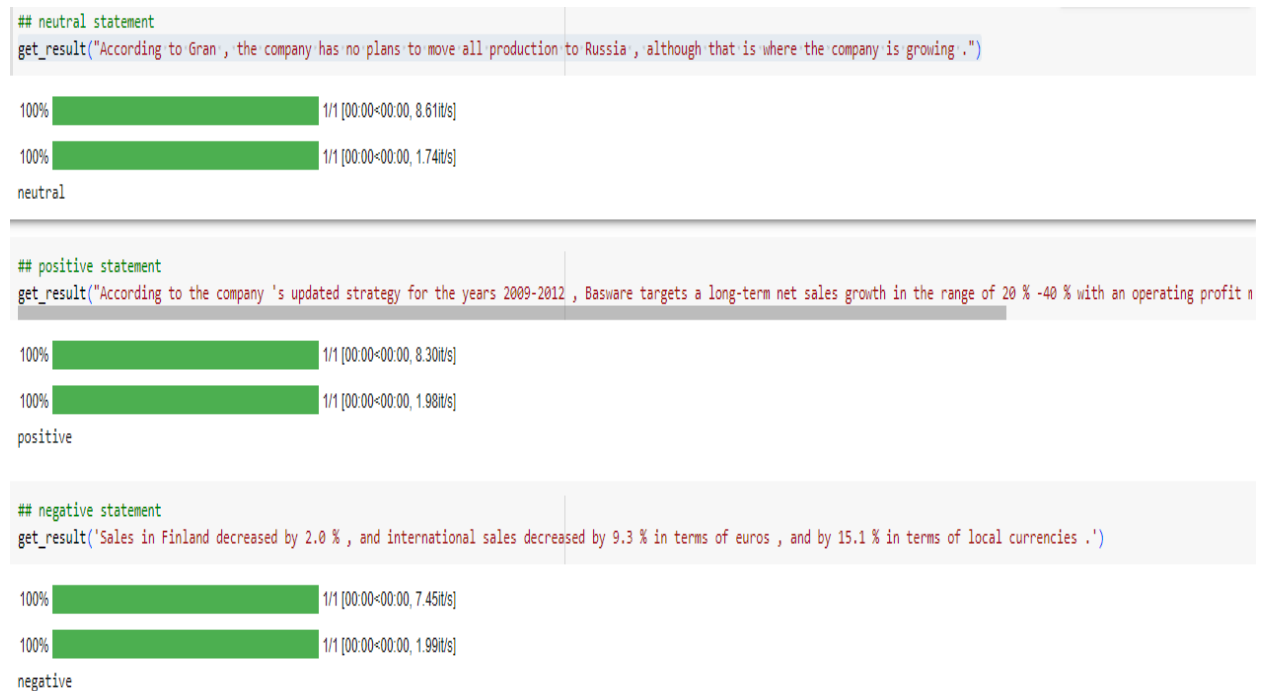 ## neutral statement
get_result("According to Gran , the company has no plans to move all production to Russia , although that is where the company is growing .")
100% 1/1 [00:00<00:00, 8.61it/s]
100% 1/1 [00:00<00:00, 1.74it/s]
neutral
## positive statement
get_result("According to the company 's updated strategy for the years 2009-2012 , Basware targets a long-term net sales growth in the range of 20 % -40 % with an operating profit
100% 1/1 [00:00<00:00, 8.30it/s]
100% 1/1 [00:00<00:00, 1.98it/s]
positive
## negative statement
get_result('Sales in Finland decreased by 2.0 % , and international sales decreased by 9.3 % in terms of euros , and by 15.1 % in terms of local currencies .')
100% 1/1 [00:00<00:00, 7.45it/s]
100% 1/1 [00:00<00:00, 1.99it/s]
negative